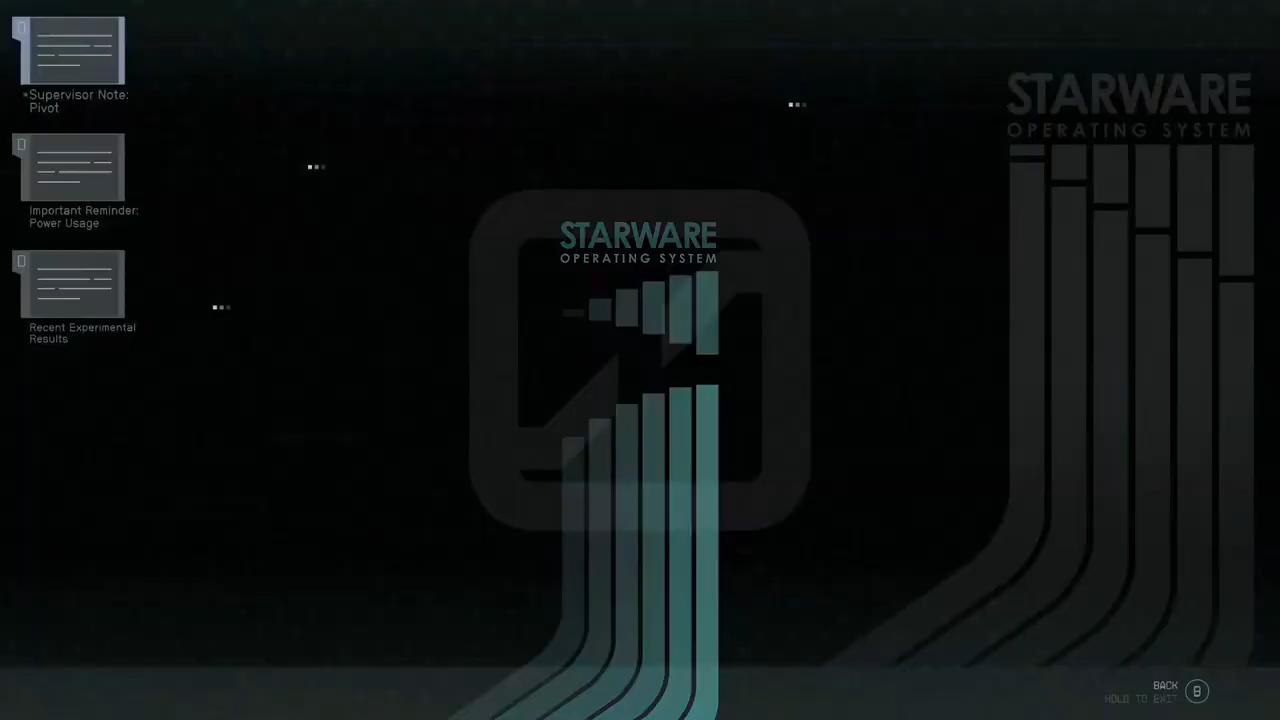 *Supervisor Note:
Pivot
Important Reminder:
Power Usage
Recent Experimental
Results
STARWARE
OPERATING SYSTEM
STARWARE
OPERATING SYSTEM
BACK
HOLD TO EXIT
B